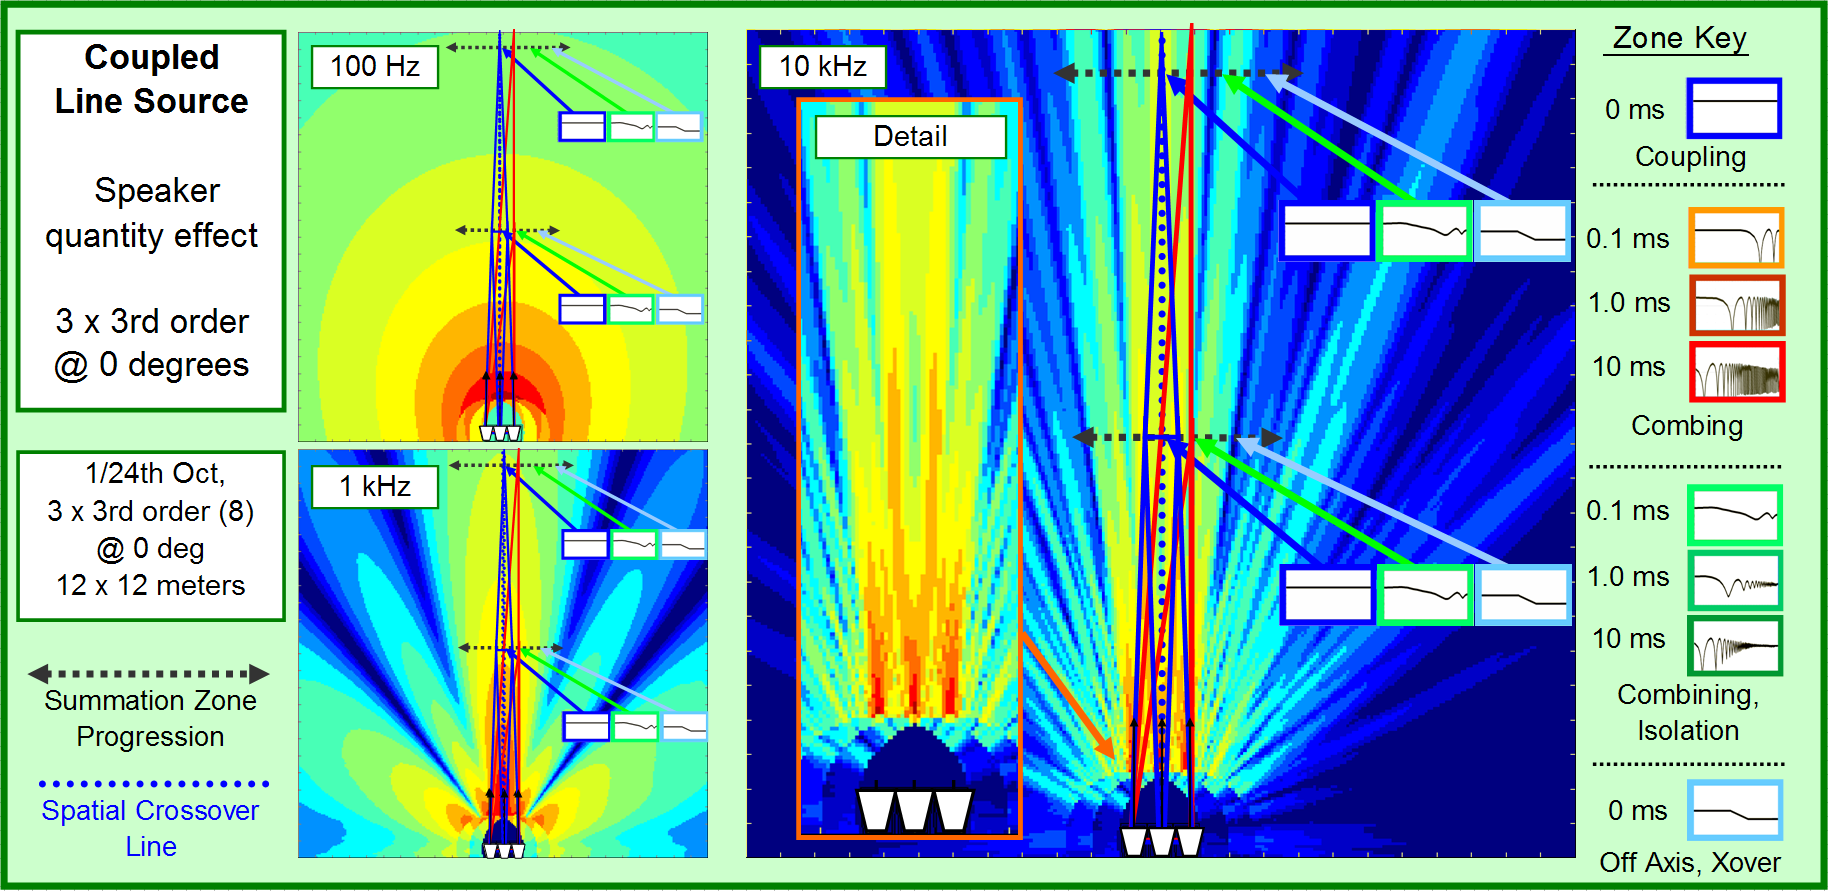 Coupled
Line Source
Speaker
quantity effect
3 x 3rd order
@ 0 degrees
1/24th Oct,
3 x 3rd order (8)
@ 0 deg
12 x 12 meters
Summation Zone
Progression
Spatial Crossover
Line
100 Hz
1 kHz
10 kHz
Detail
Zone Key
0 ms
Coupling
0.1 ms
1.0 ms
10 ms
Combing
0.1 ms
1.0 ms
10 ms
Combining,
Isolation
0 ms
Off Axis, Xover